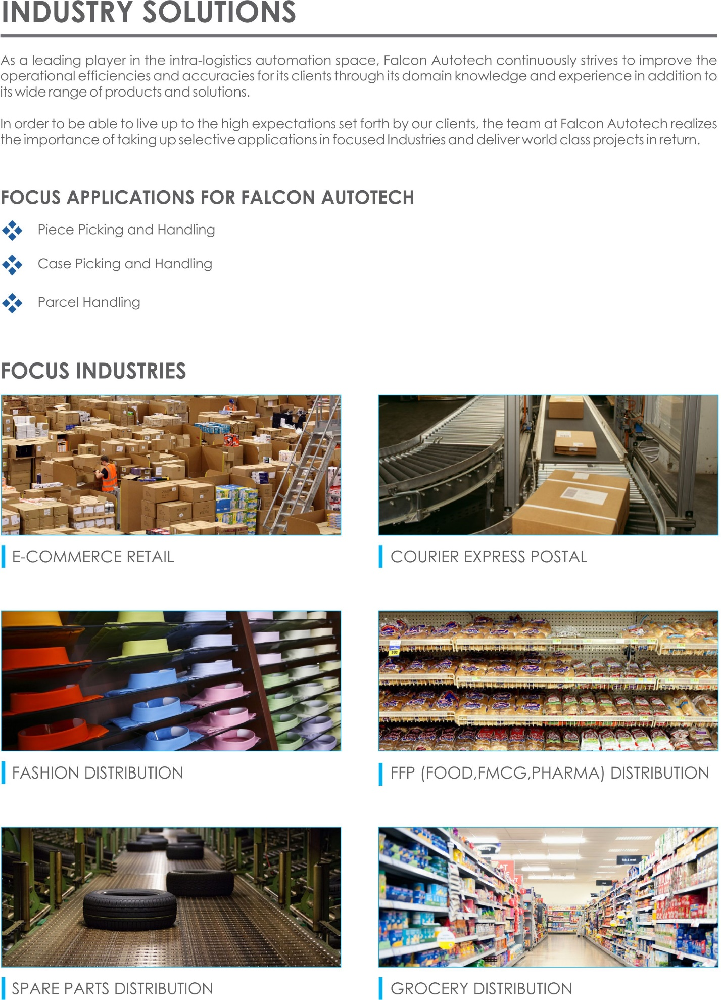 INDUSTRY SOLUTIONS
As a leading player in the intra-logistics automation space, Falcon Autotech continuously strives to improve the
operational efficiencies and accuracies for its clients through its domain knowledge and experience in addition to
its wide range of products and solutions.
In order to be able to live up to the high expectations set forth by our clients, the team at Falcon Autotech realizes
the importance of taking up selective applications in focused Industries and deliver world class projects in return.
FOCUS APPLICATIONS FOR FALCON AUTOTECH
Piece Picking and Handling
Case Picking and Handling
Parcel Handling
FOCUS INDUSTRIES
E-COMMERCE RETAIL
COURIER EXPRESS POSTAL
99¢
FASHION DISTRIBUTION
FFP (FOOD,FMCG,PHARMA) DISTRIBUTION
fish & meat
SPARE PARTS DISTRIBUTION
GROCERY DISTRIBUTION